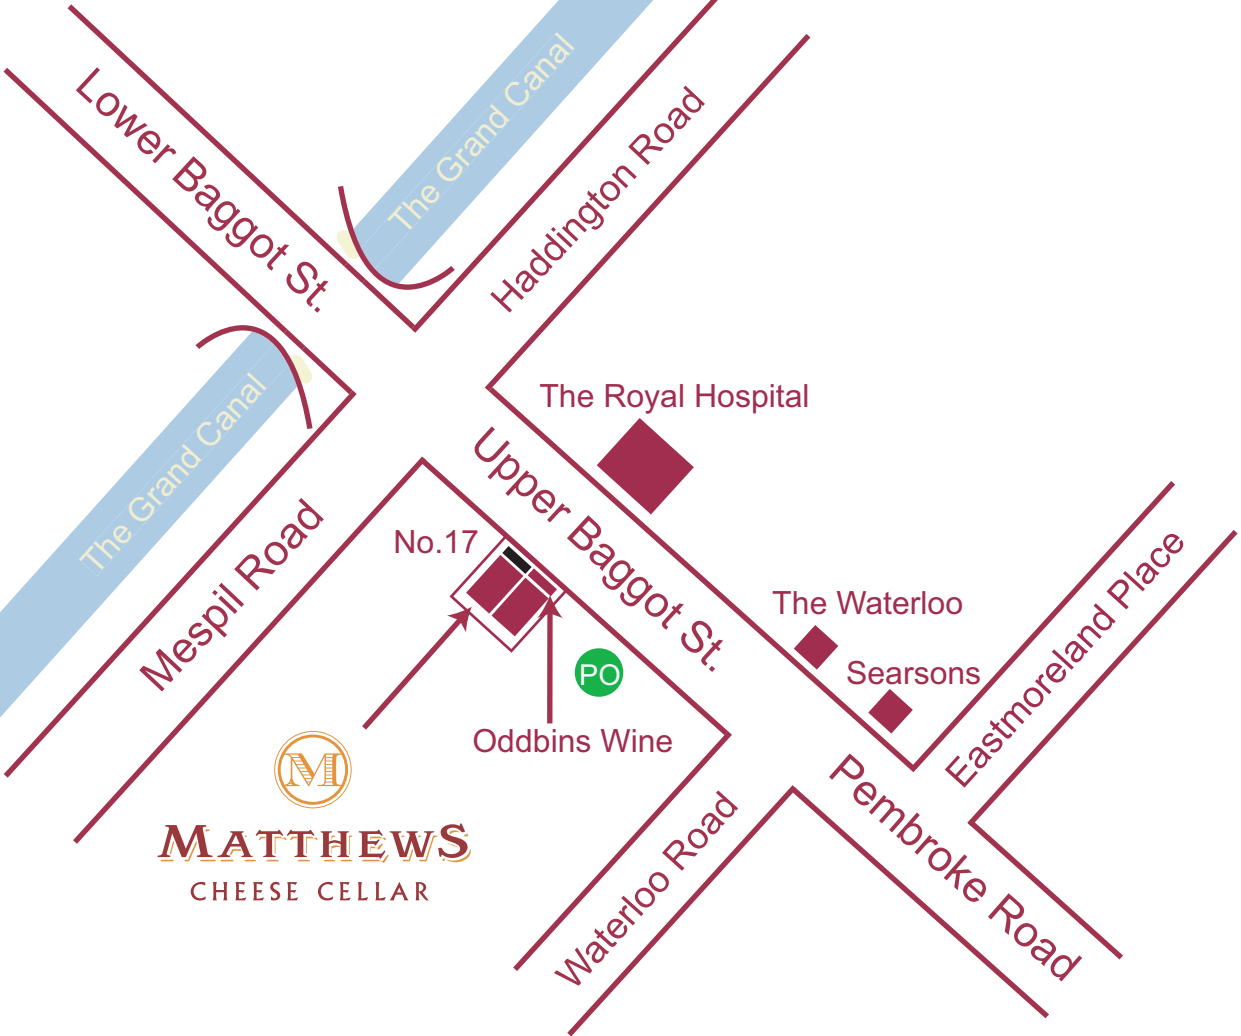 The Grand Canal
Lower Baggot St.
Haddington Road
The Grand Canal
The Royal Hospital
Upper Baggot St.
Mespil Road
No.17
The Waterloo
Searsons
Eastmoreland Place
PO
Oddbins Wine
M
MATTHEWS
CHEESE CELLAR
Waterloo Road
Pembroke Road